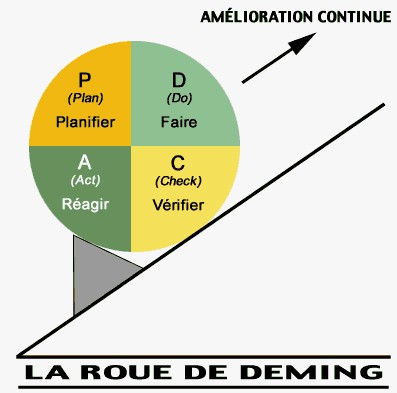 AMÉLIORATION CONTINUE
P
(Plan)
Planifier
D
(Do)
Faire
A
(Act)
Réagir
C
(Check)
Vérifier
LA ROUE DE DEMING